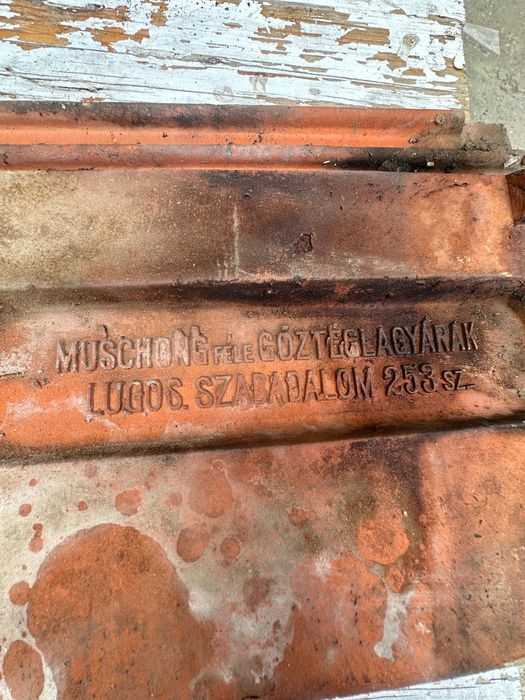 MUSCHONG FÉLE GŐZTÉGLAGYÁRAK
LUGOS. SZABADALOM 253 SZ.